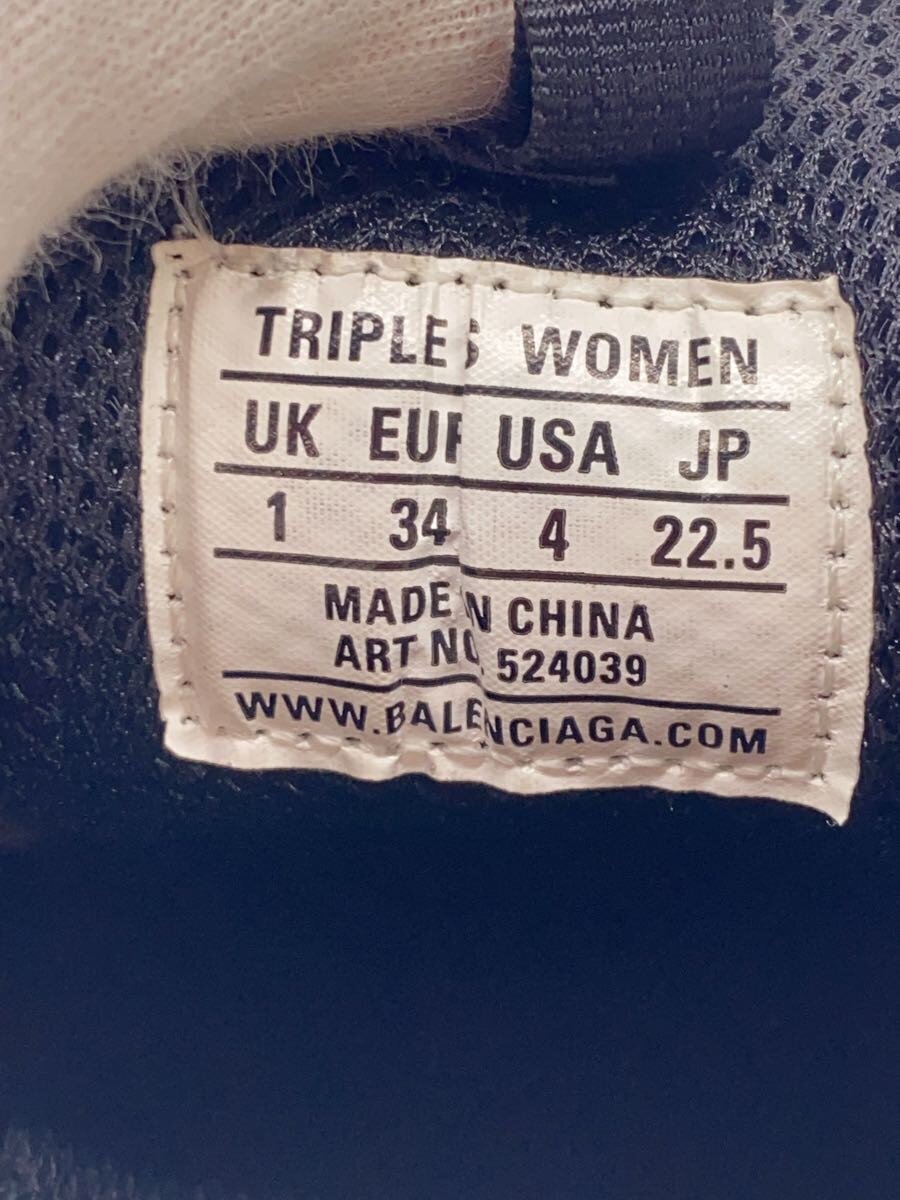 TRIPLE S WOMEN
UK EUR USA JP
1 34 4 22.5
MADE IN CHINA
ART NO. 524039
WWW.BALENCIAGA.COM